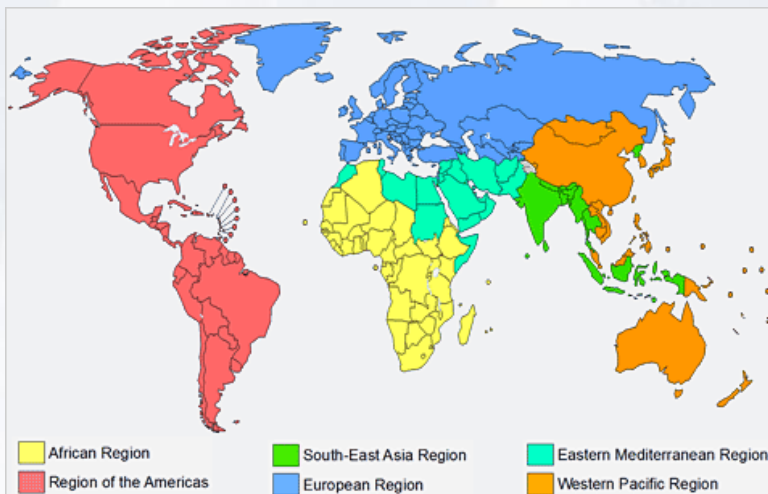 African Region
South-East Asia Region
Eastern Mediterranean Region
Region of the Americas
European Region
Western Pacific Region